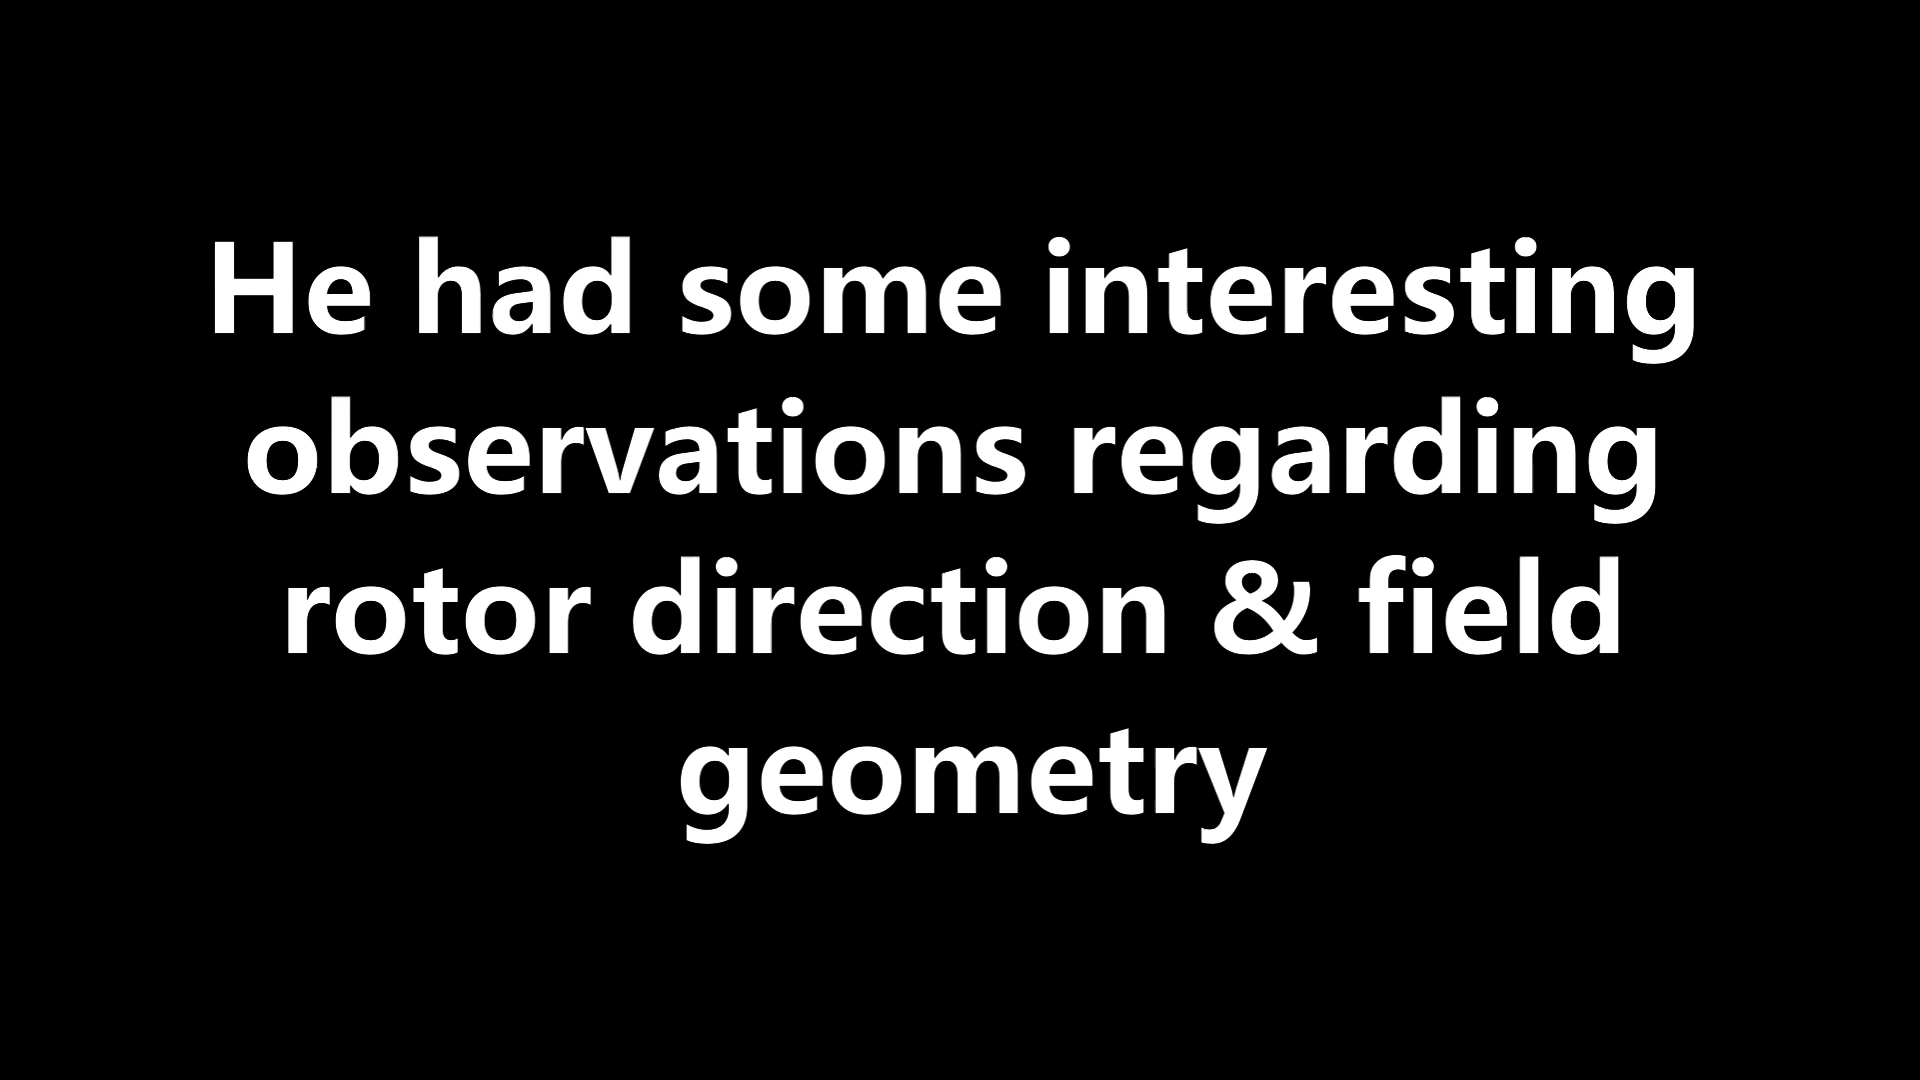 He had some interesting
observations regarding
rotor direction & field
geometry